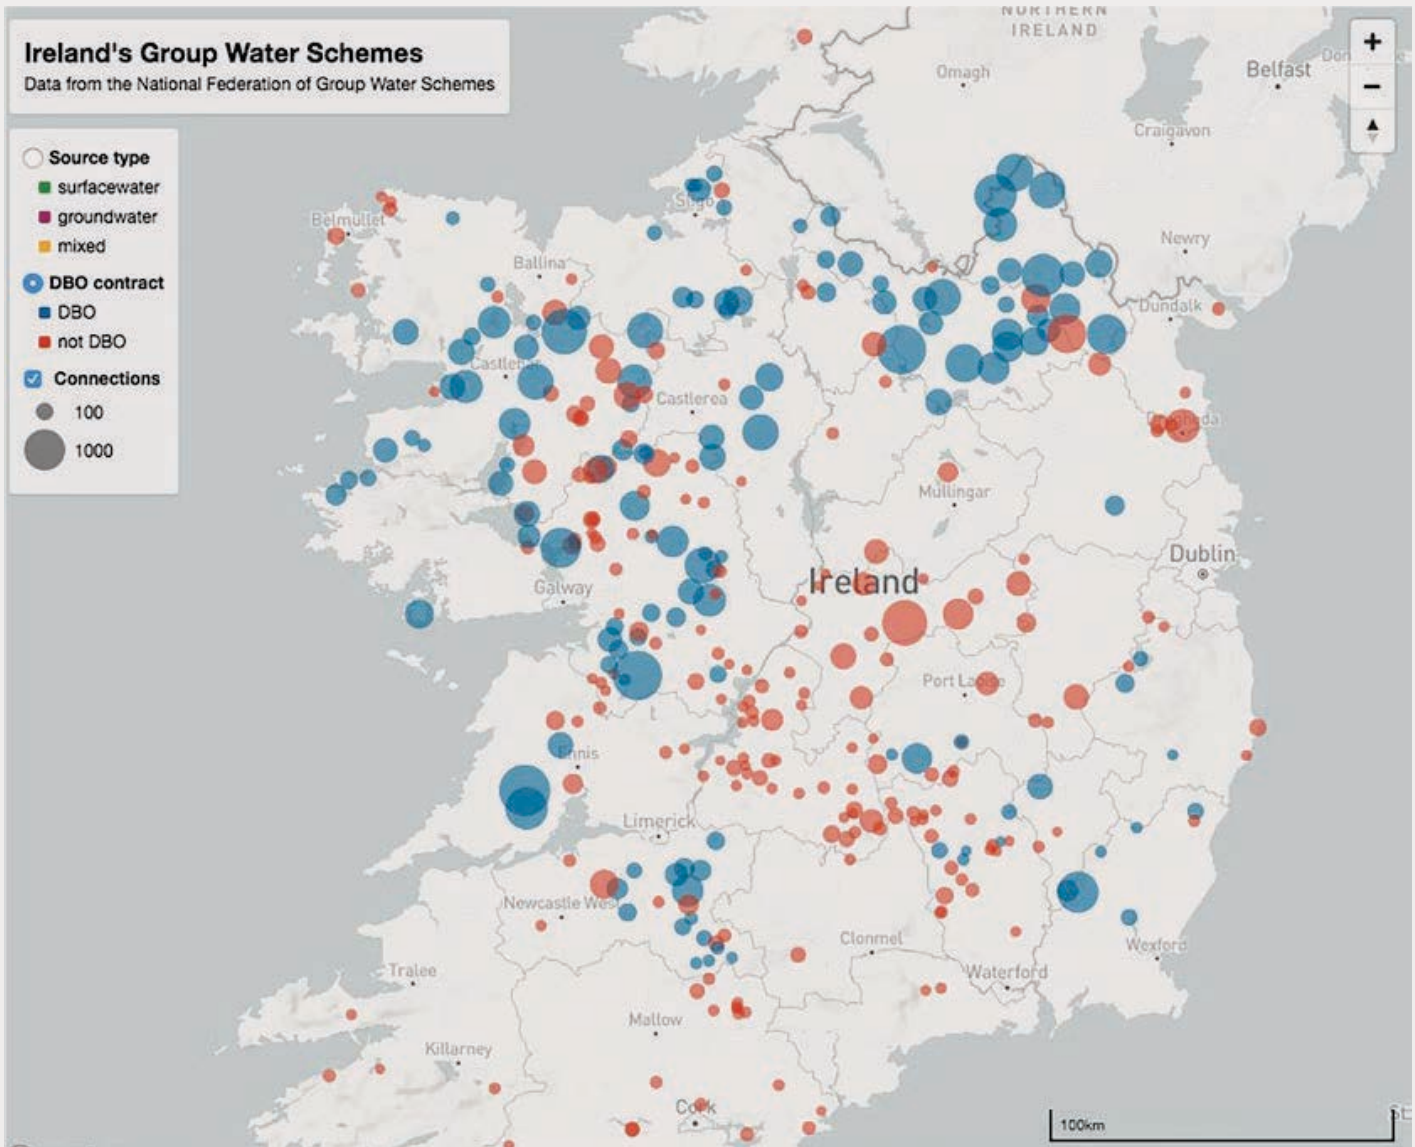 Ireland's Group Water Schemes
Data from the National Federation of Group Water Schemes
Source type
surfacewater
groundwater
mixed
DBO contract
DBO
not DBO
Connections
100
1000
NORTHERN
IRELAND
+
−
Omagh
Belfast
Craigavon
Sligo
Belmullet
Newry
Ballina
Dundalk
Castlebar
Castlerea
Drogheda
Mullingar
Dublin
Ireland
Galway
Port Laoise
Ennis
Limerick
Newcastle West
Clonmel
Wexford
Tralee
Waterford
Mallow
Killarney
Cork
100km